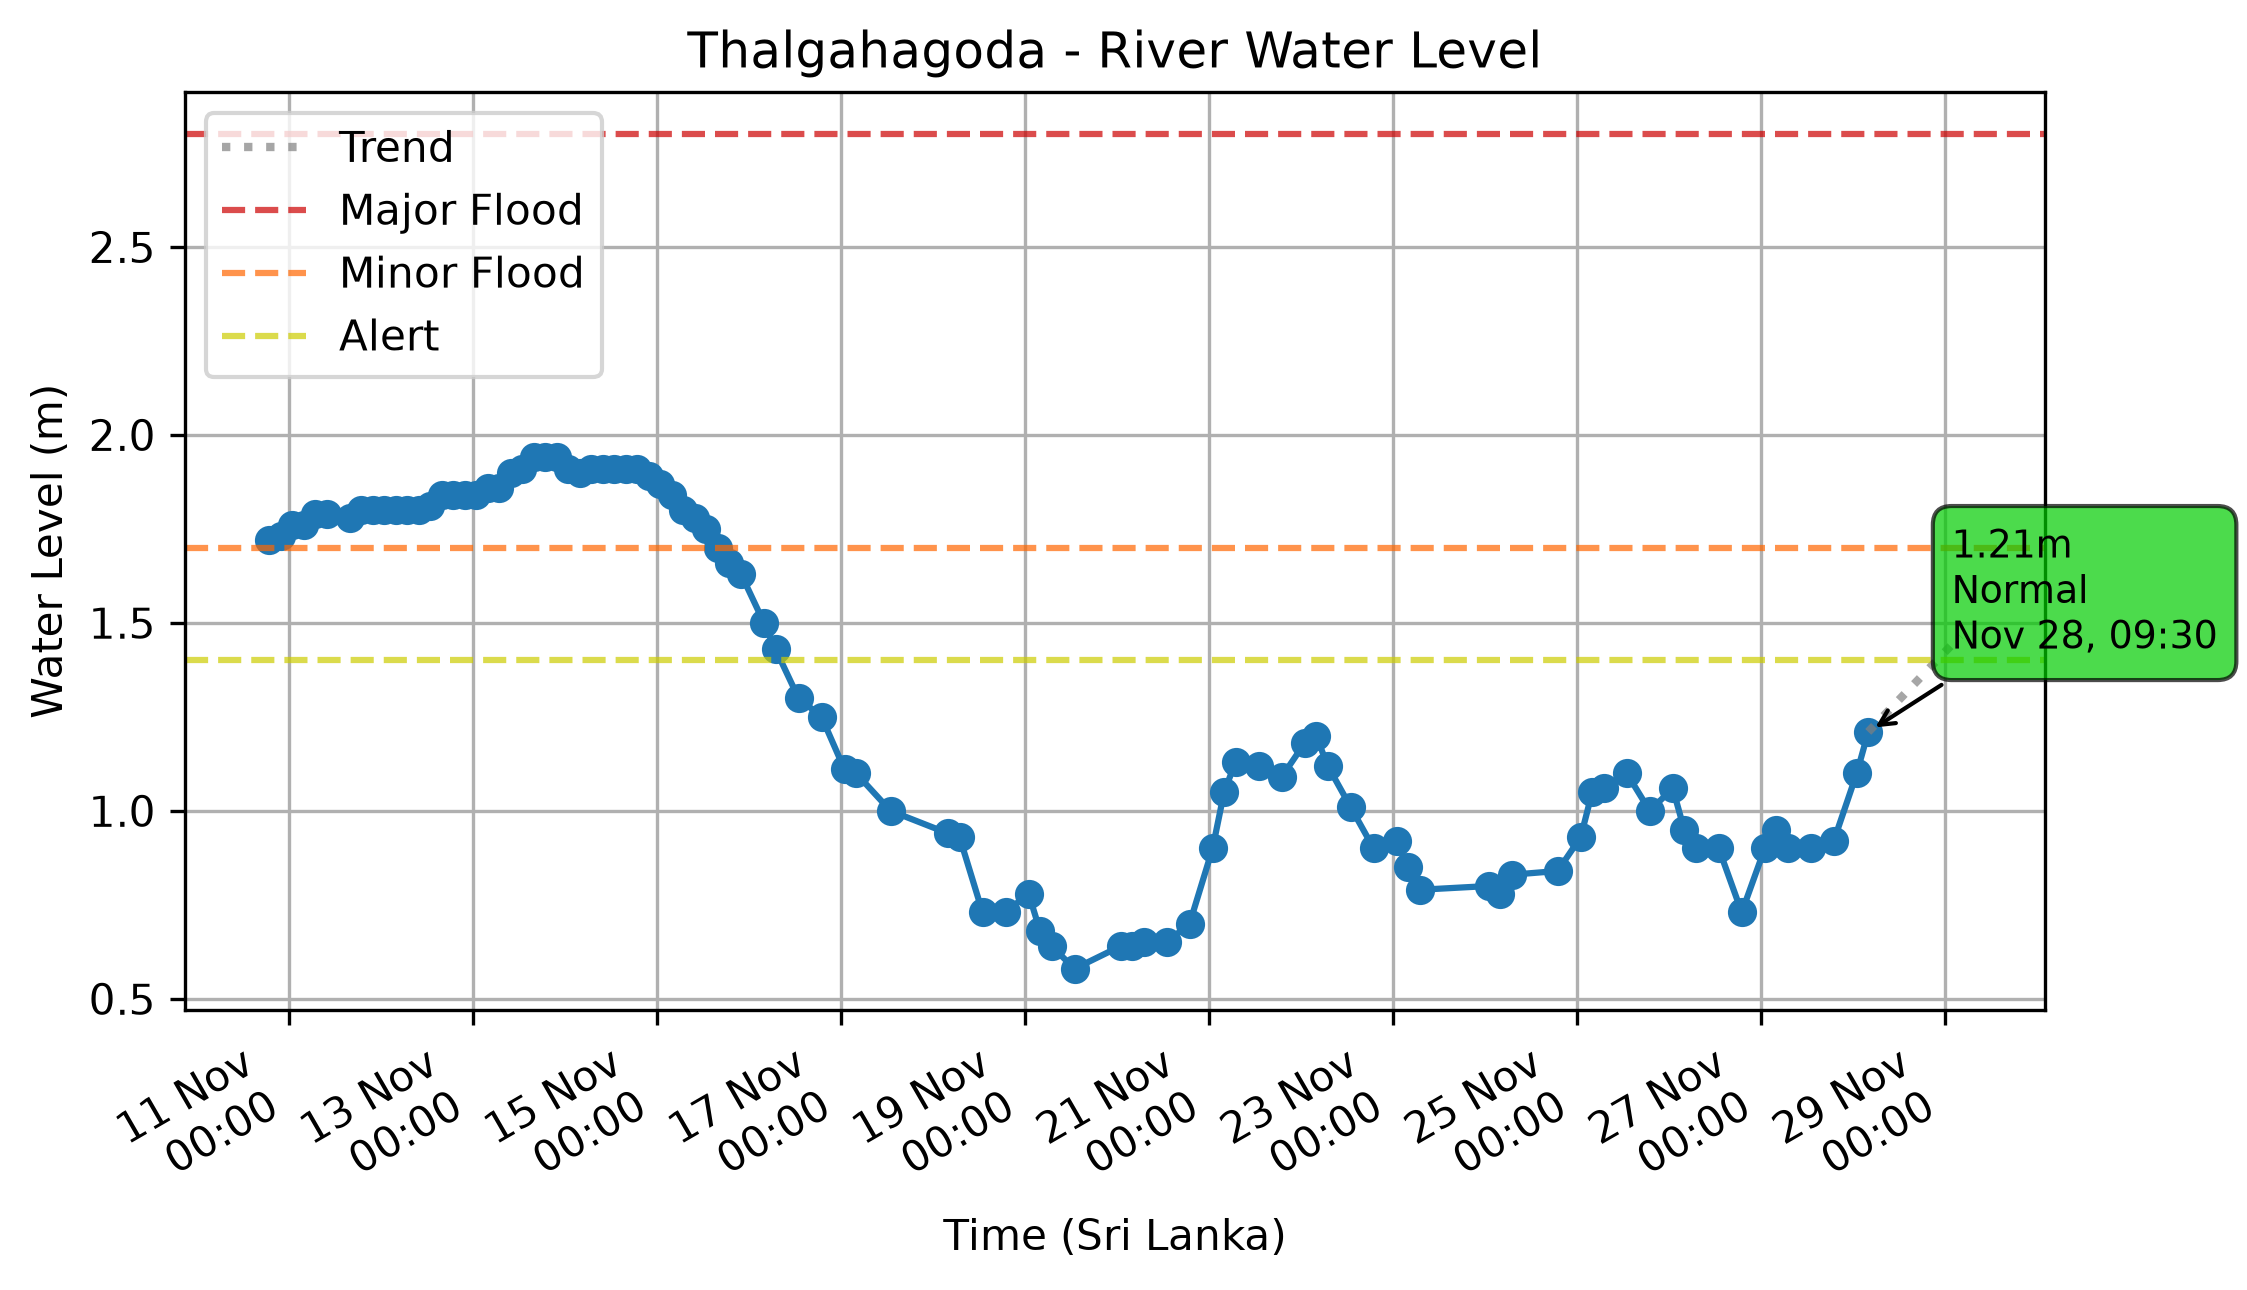 Thalgahagoda - River Water Level
Trend
Major Flood
Minor Flood
Alert
Water Level (m)
2.5
2.0
1.5
1.0
0.5
1.21m
Normal
Nov 28, 09:30
11 Nov
00:00
13 Nov
00:00
15 Nov
00:00
17 Nov
00:00
19 Nov
00:00
21 Nov
00:00
23 Nov
00:00
25 Nov
00:00
27 Nov
00:00
29 Nov
00:00
Time (Sri Lanka)